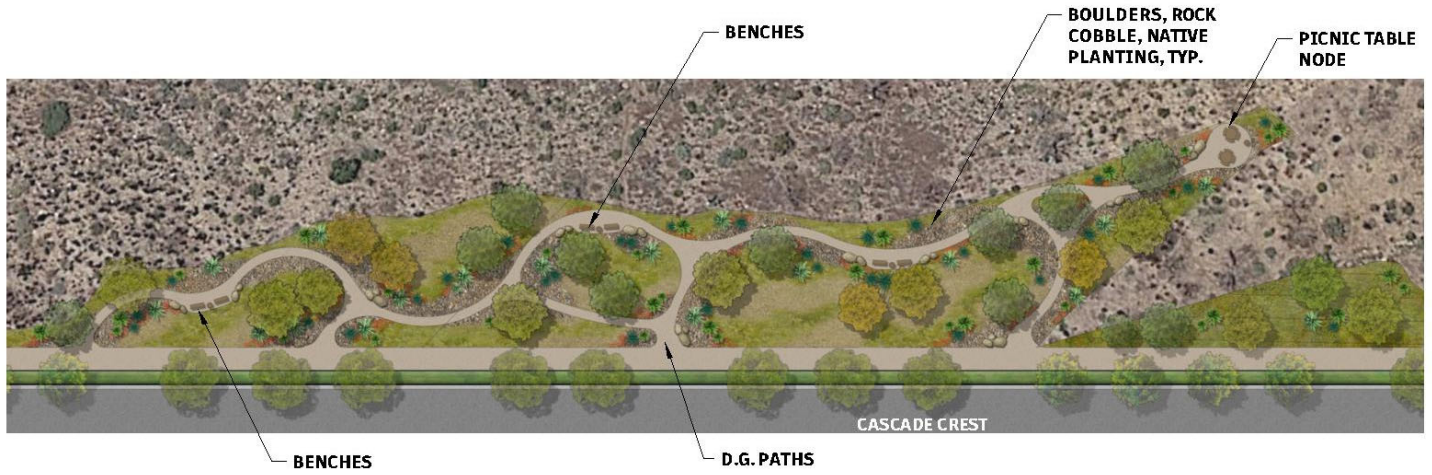 BENCHES
BOULDERS, ROCK
COBBLE, NATIVE
PLANTING, TYP.
PICNIC TABLE
NODE
CASCADE CREST
BENCHES
D.G. PATHS